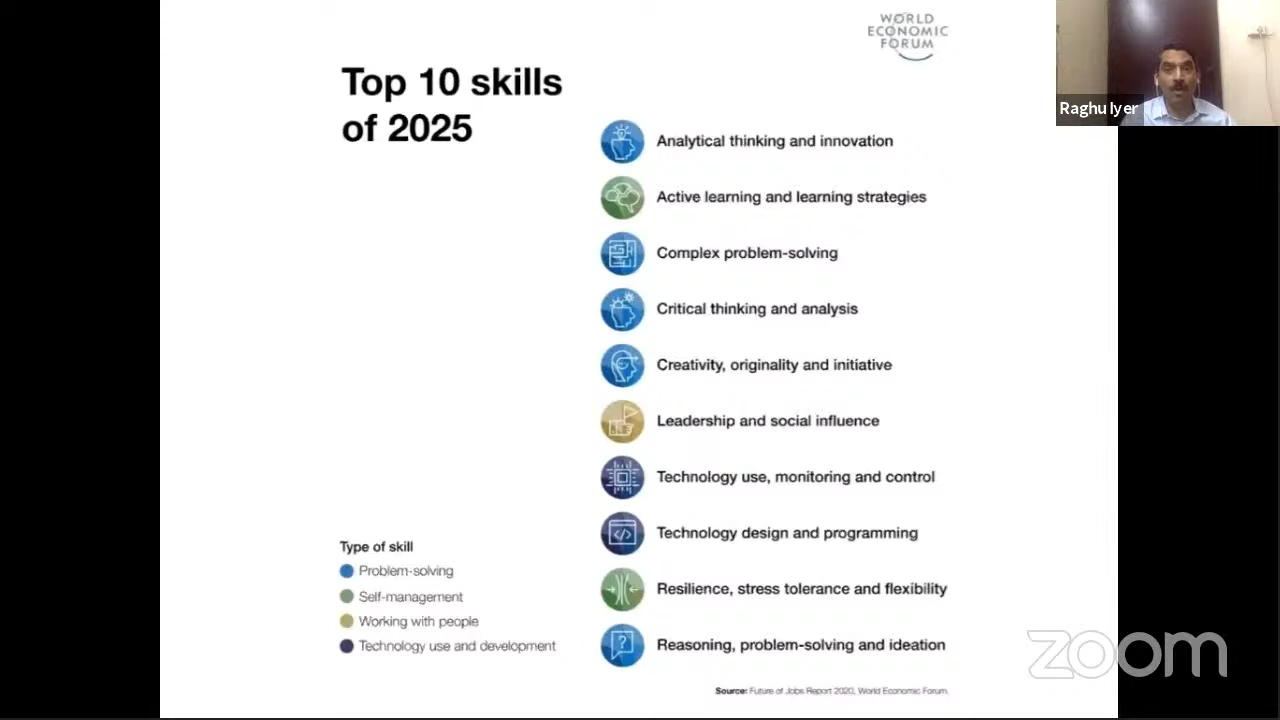 WORLD
ECONOMIC
FORUM
Top 10 skills
of 2025
Analytical thinking and innovation
Active learning and learning strategies
Complex problem-solving
Critical thinking and analysis
Creativity, originality and initiative
Leadership and social influence
Technology use, monitoring and control
Technology design and programming
Resilience, stress tolerance and flexibility
Reasoning, problem-solving and ideation
Type of skill
Problem-solving
Self-management
Working with people
Technology use and development
Source: Future of Jobs Report 2020, World Economic Forum.
Raghu Iyer
zoom